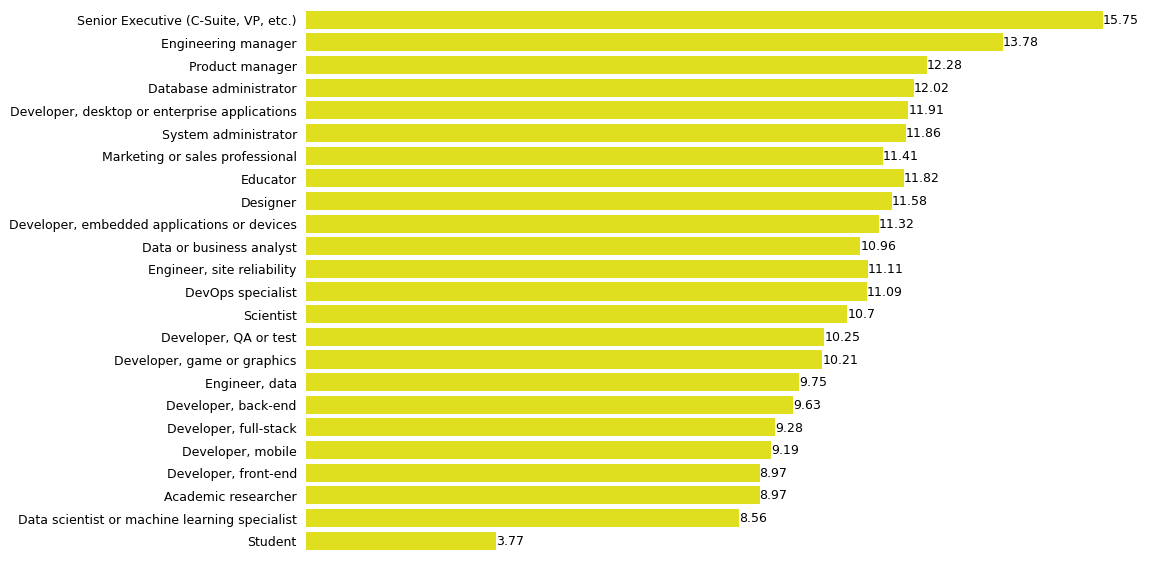 Senior Executive (C-Suite, VP, etc.) 15.75
Engineering manager 13.78
Product manager 12.28
Database administrator 12.02
Developer, desktop or enterprise applications 11.91
System administrator 11.86
Marketing or sales professional 11.41
Educator 11.82
Designer 11.58
Developer, embedded applications or devices 11.32
Data or business analyst 10.96
Engineer, site reliability 11.11
DevOps specialist 11.09
Scientist 10.7
Developer, QA or test 10.25
Developer, game or graphics 10.21
Engineer, data 9.75
Developer, back-end 9.63
Developer, full-stack 9.28
Developer, mobile 9.19
Developer, front-end 8.97
Academic researcher 8.97
Data scientist or machine learning specialist 8.56
Student 3.77